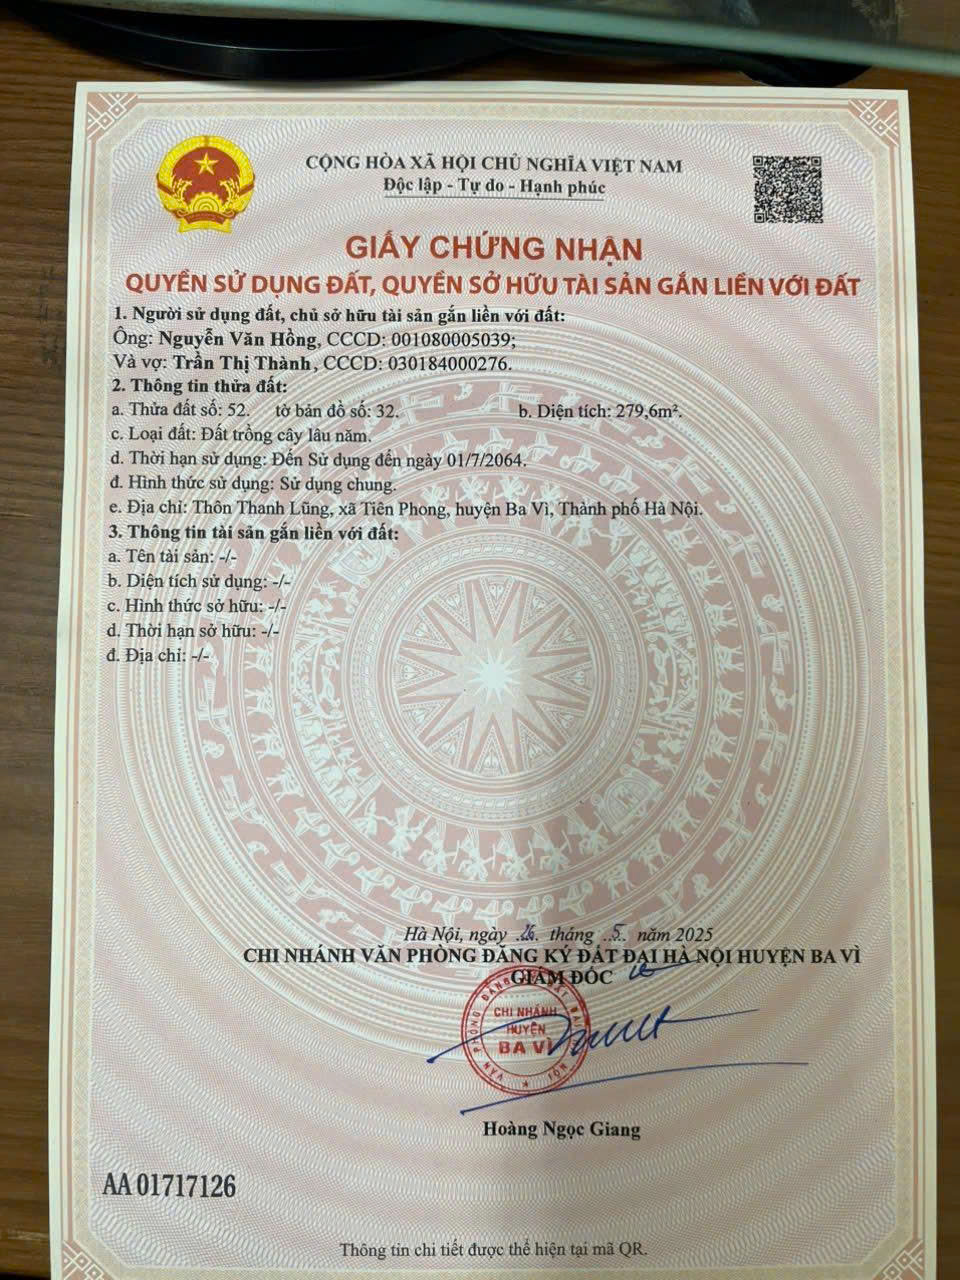 CỘNG HÒA XÃ HỘI CHỦ NGHĨA VIỆT NAM
Độc lập - Tự do - Hạnh phúc
GIẤY CHỨNG NHẬN
QUYỀN SỬ DỤNG ĐẤT, QUYỀN SỞ HỮU TÀI SẢN GẮN LIỀN VỚI ĐẤT
1. Người sử dụng đất, chủ sở hữu tài sản gắn liền với đất:
Ông: Nguyễn Văn Hồng, CCCD: 001080005039;
Và vợ: Trần Thị Thành, CCCD: 030184000276.
2. Thông tin thửa đất:
a. Thửa đất số: 52. tờ bản đồ số: 32. b. Diện tích: 279,6m².
c. Loại đất: Đất trồng cây lâu năm.
d. Thời hạn sử dụng: Đến Sử dụng đến ngày 01/7/2064.
đ. Hình thức sử dụng: Sử dụng chung.
e. Địa chỉ: Thôn Thanh Lũng, xã Tiên Phong, huyện Ba Vì, Thành phố Hà Nội.
3. Thông tin tài sản gắn liền với đất:
a. Tên tài sản: -/-
b. Diện tích sử dụng: -/-
c. Hình thức sở hữu: -/-
d. Thời hạn sở hữu: -/-
đ. Địa chỉ: -/-
Hà Nội, ngày 26 tháng 5 năm 2025
CHI NHÁNH VĂN PHÒNG ĐĂNG KÝ ĐẤT ĐAI HÀ NỘI HUYỆN BA VÌ
GIÁM ĐỐC
CHI NHÁNH
HUYỆN
BA VÌ
Hoàng Ngọc Giang
AA 01717126
Thông tin chi tiết được thể hiện tại mã QR.